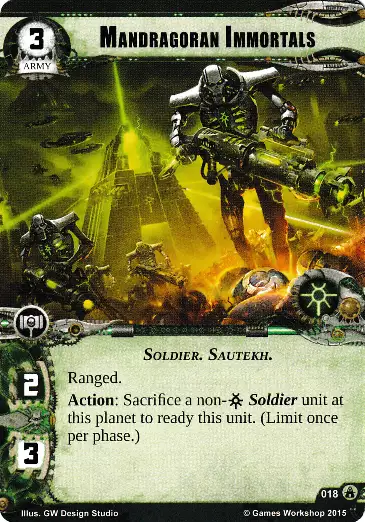 3
ARMY
MANDRAGORAN IMMORTALS
SOLDIER. SAUTEKH.
2
3
Ranged.
Action: Sacrifice a non- Soldier unit at
this planet to ready this unit. (Limit once
per phase.)
018
Illus. GW Design Studio
© Games Workshop 2015